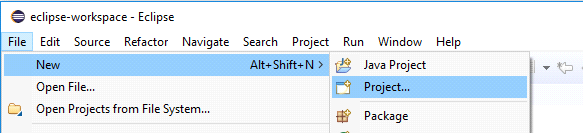 eclipse-workspace - Eclipse
File Edit Source Refactor Navigate Search Project Run Window Help
New Alt+Shift+N > Java Project
Open File... Project...
Open Projects from File System... Package